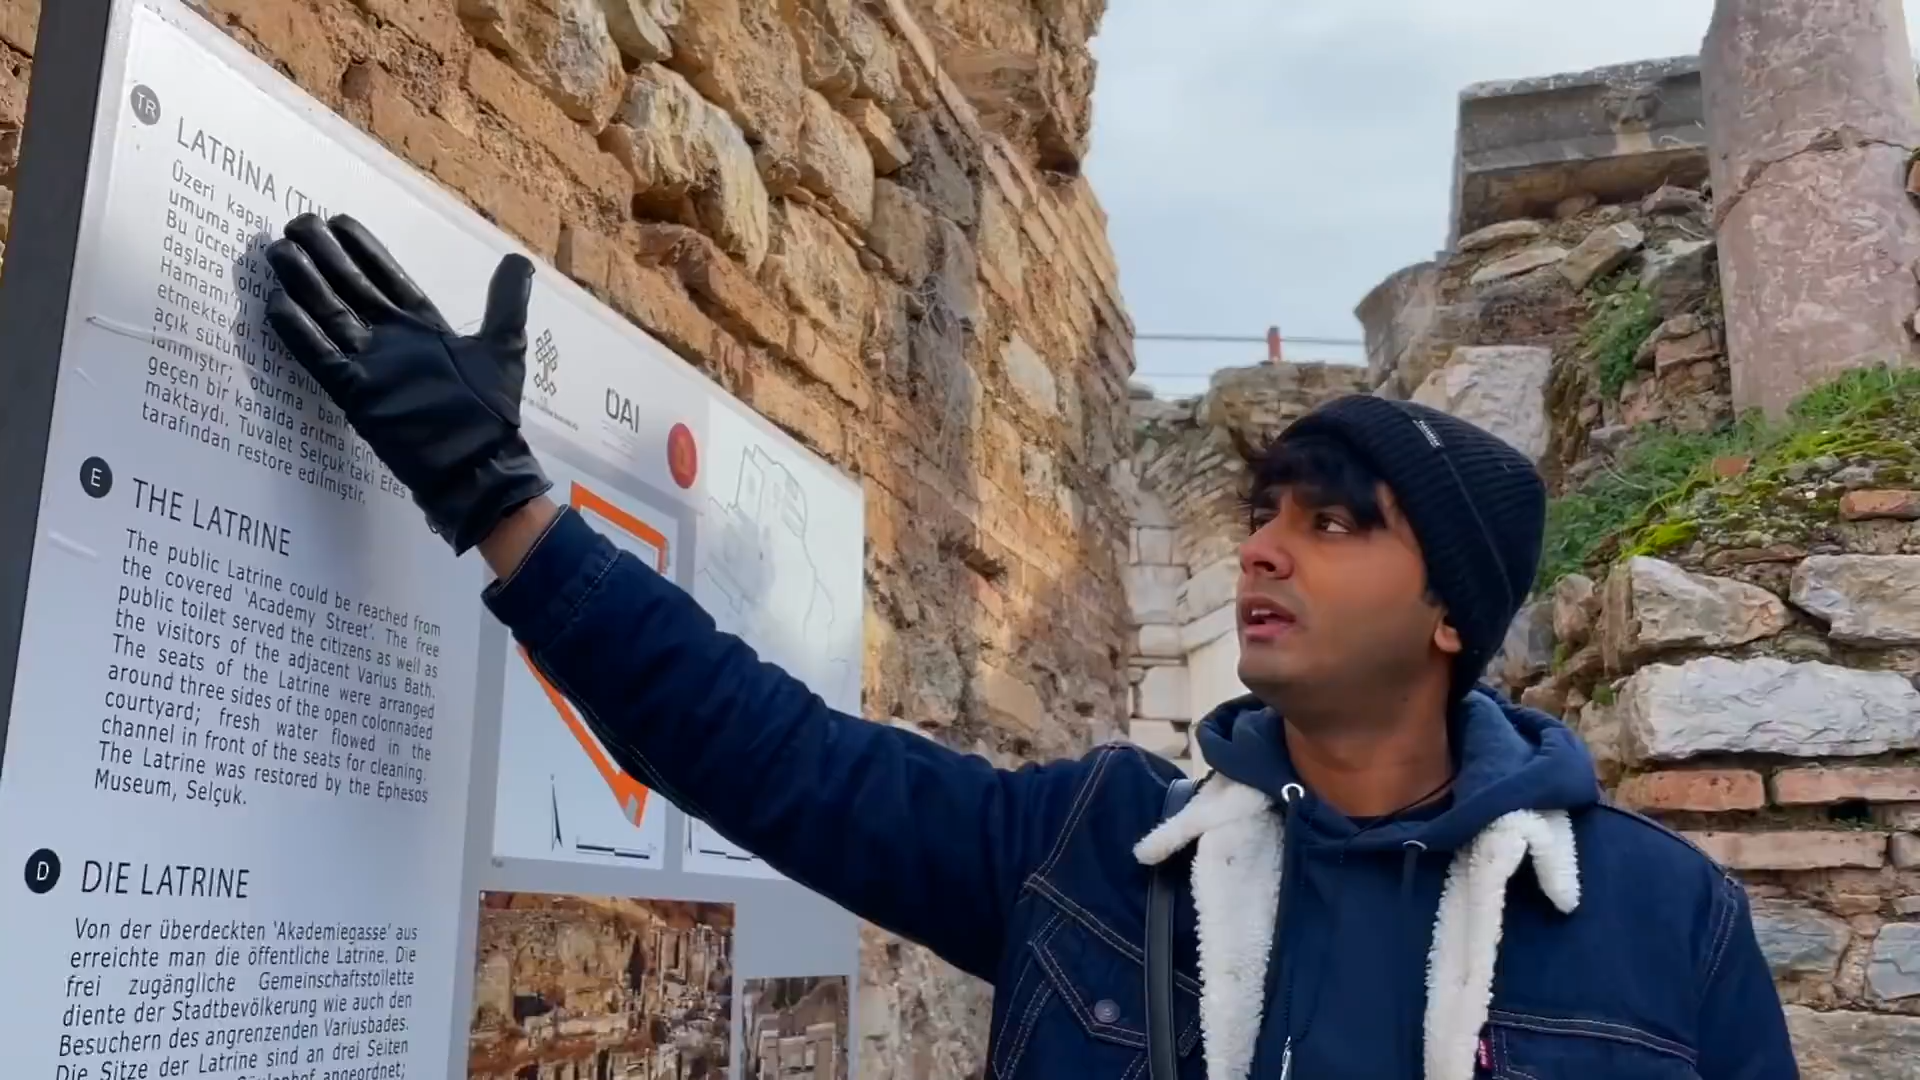 TR
LATRİNA
Üzeri kapalı
umuma açık
Bu ücretsiz
daşlara
Hamamı'nı
etmekteydi.
açık sütunlu bir
lanmıştır; oturma
geçen bir kanalda arıtma için
maktaydı. Tuvalet Selçuk'taki Efes
tarafından restore edilmiştir.
E
THE LATRINE
The public Latrine could be reached from
the covered 'Academy Street'. The free
public toilet served the citizens as well as
the visitors of the adjacent Varius Bath.
The seats of the Latrine were arranged
around three sides of the open colonnaded
courtyard; fresh water flowed in the
channel in front of the seats for cleaning.
The Latrine was restored by the Ephesos
Museum, Selçuk.
D
DIE LATRINE
Von der überdeckten 'Akademiegasse' aus
erreichte man die öffentliche Latrine. Die
frei zugängliche Gemeinschaftstoilette
diente der Stadtbevölkerung wie auch den
Besuchern des angrenzenden Variusbades.
Die Sitze der Latrine sind an drei Seiten
angeordnet;
ÖAI